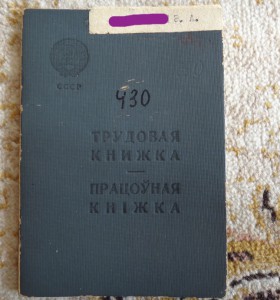 В. А.
СССР
430
ТРУДОВАЯ
КНИЖКА
ПРАЦОЎНАЯ
КНІЖКА